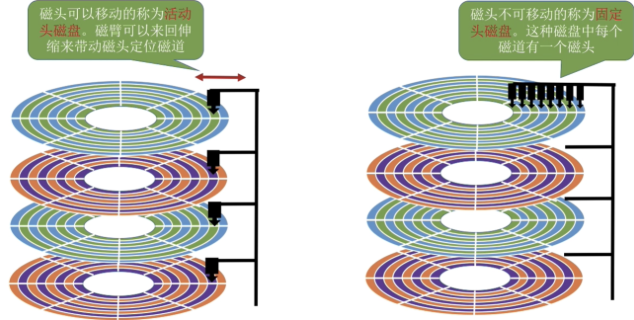 磁头可以移动的称为活动
头磁盘。磁臂可以来回伸
缩来带动磁头定位磁道
磁头不可移动的称为固定
头磁盘。这种磁盘中每个
磁道有一个磁头